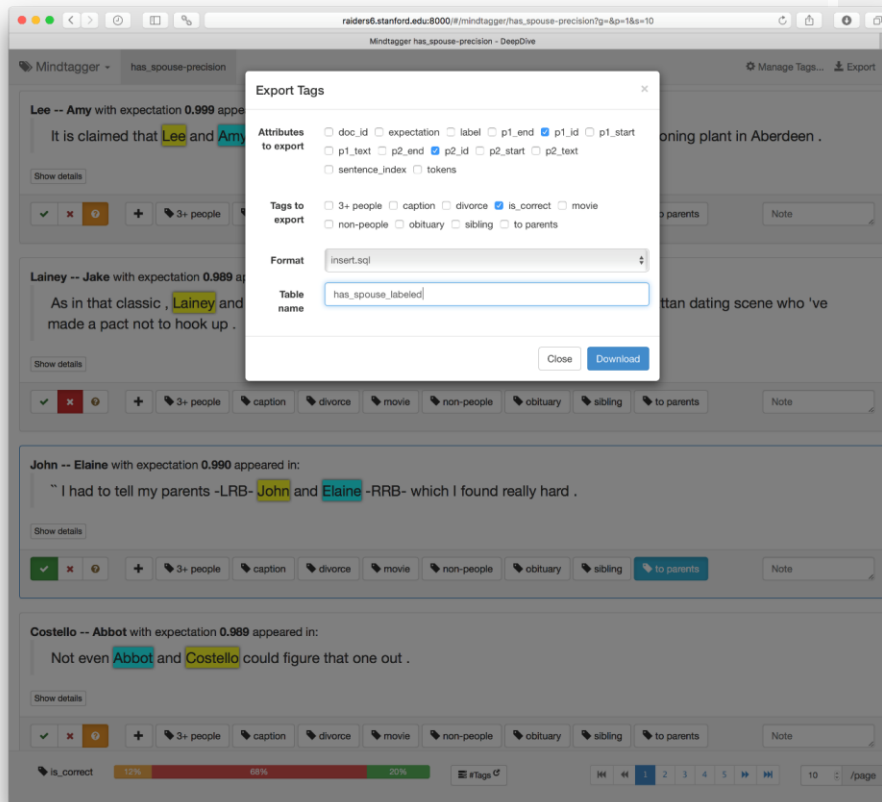 raiders6.stanford.edu:8000/#/mindtagger/has_spouse-precision?g=&p=1&s=10
Mindtagger has_spouse-precision - DeepDive
Mindtagger has_spouse-precision Manage Tags... Export
Export Tags ×
Attributes to export
doc_id expectation label p1_end p1_id p1_start
p1_text p2_end p2_id p2_start p2_text
sentence_index tokens
Tags to export
3+ people caption divorce is_correct movie
non-people obituary sibling to parents
Format insert.sql
Table name has_spouse_labeled
Close Download
Lee -- Amy with expectation 0.999 appe
It is claimed that Lee and Amy oning plant in Aberdeen .
Show details
3+ people to parents Note
Lainey -- Jake with expectation 0.989 ap
As in that classic , Lainey and ttan dating scene who 've
made a pact not to hook up .
Show details
3+ people caption divorce movie non-people obituary sibling to parents Note
John -- Elaine with expectation 0.990 appeared in:
`` I had to tell my parents -LRB- John and Elaine -RRB- which I found really hard .
Show details
3+ people caption divorce movie non-people obituary sibling to parents Note
Costello -- Abbot with expectation 0.989 appeared in:
Not even Abbot and Costello could figure that one out .
Show details
3+ people caption divorce movie non-people obituary sibling to parents Note
is_correct 12% 68% 20% #Tags 1 2 3 4 5 10 /page